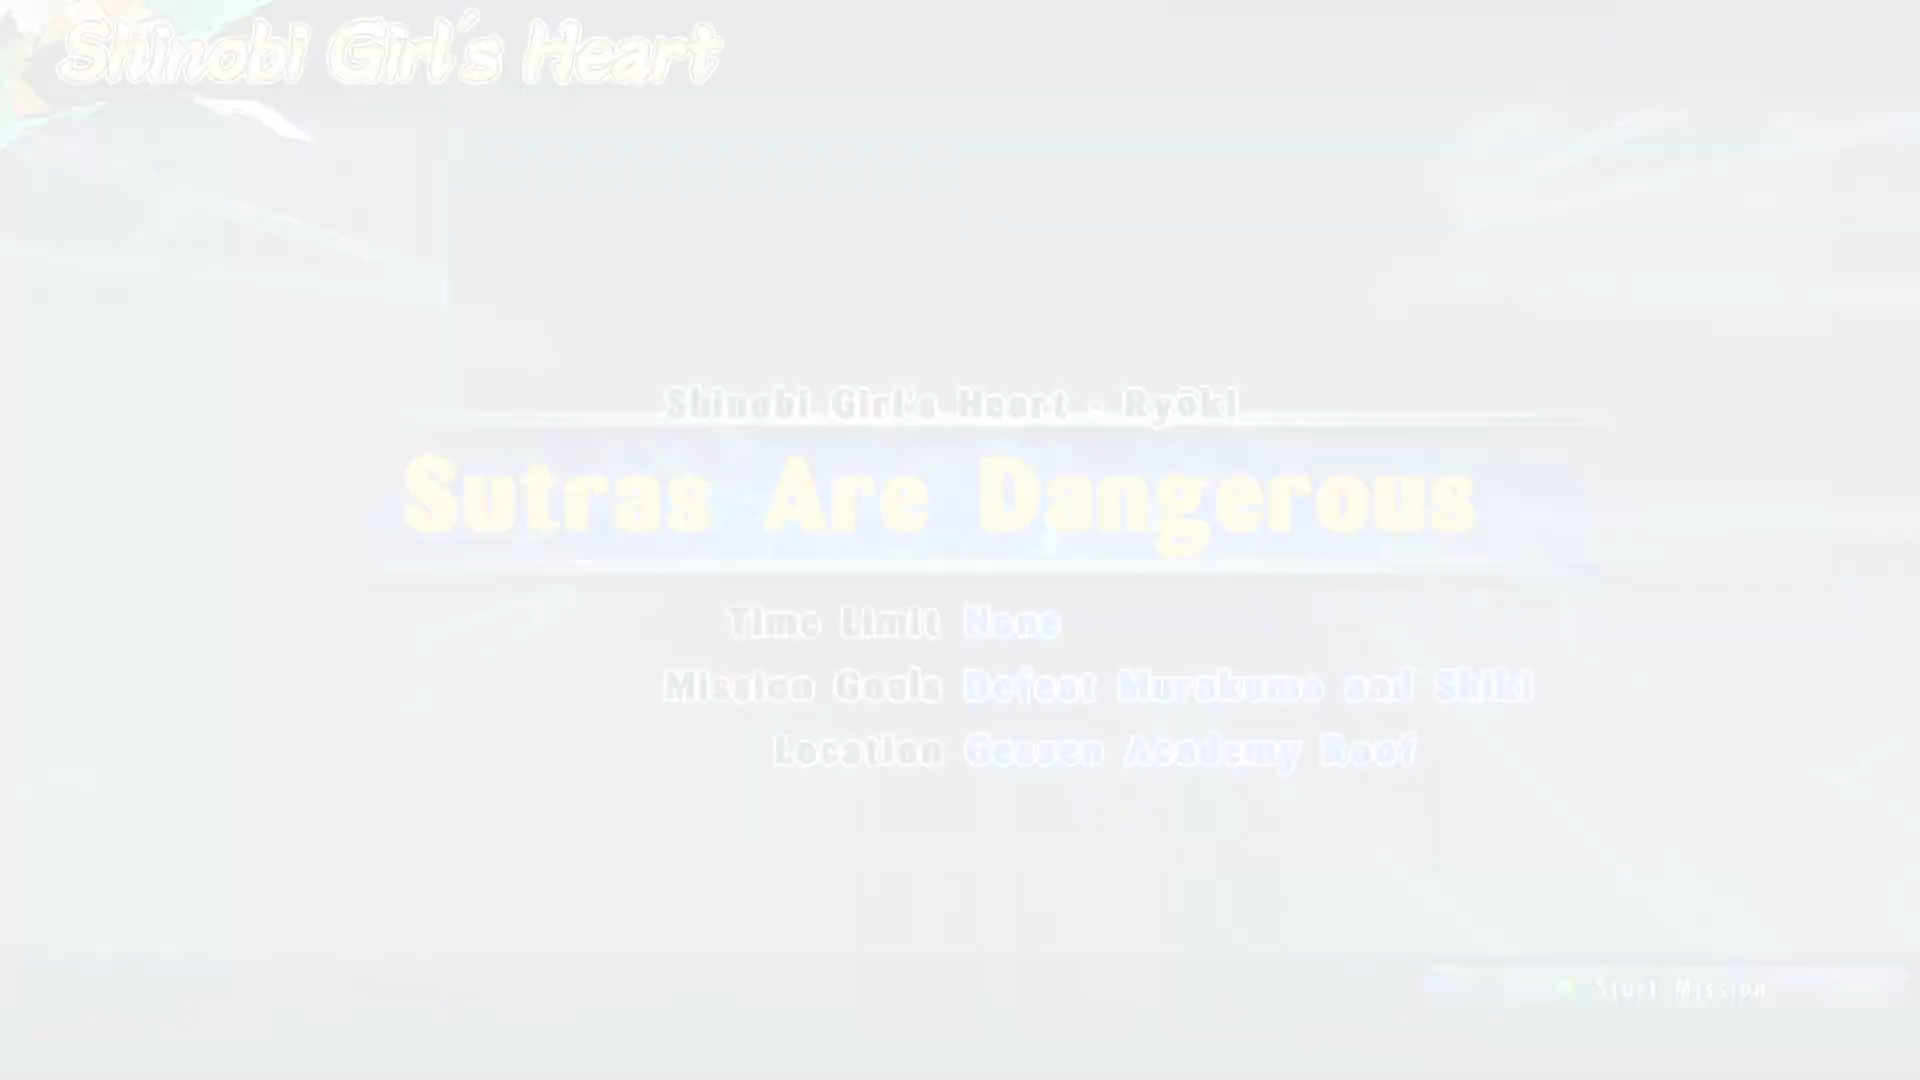 Shinobi Girl's Heart
Shinobi Girl's Heart - Ryōki
Sutras Are Dangerous
Time Limit None
Mission Goals Defeat Murakumo and Shiki
Location Gessen Academy Roof
Start Mission